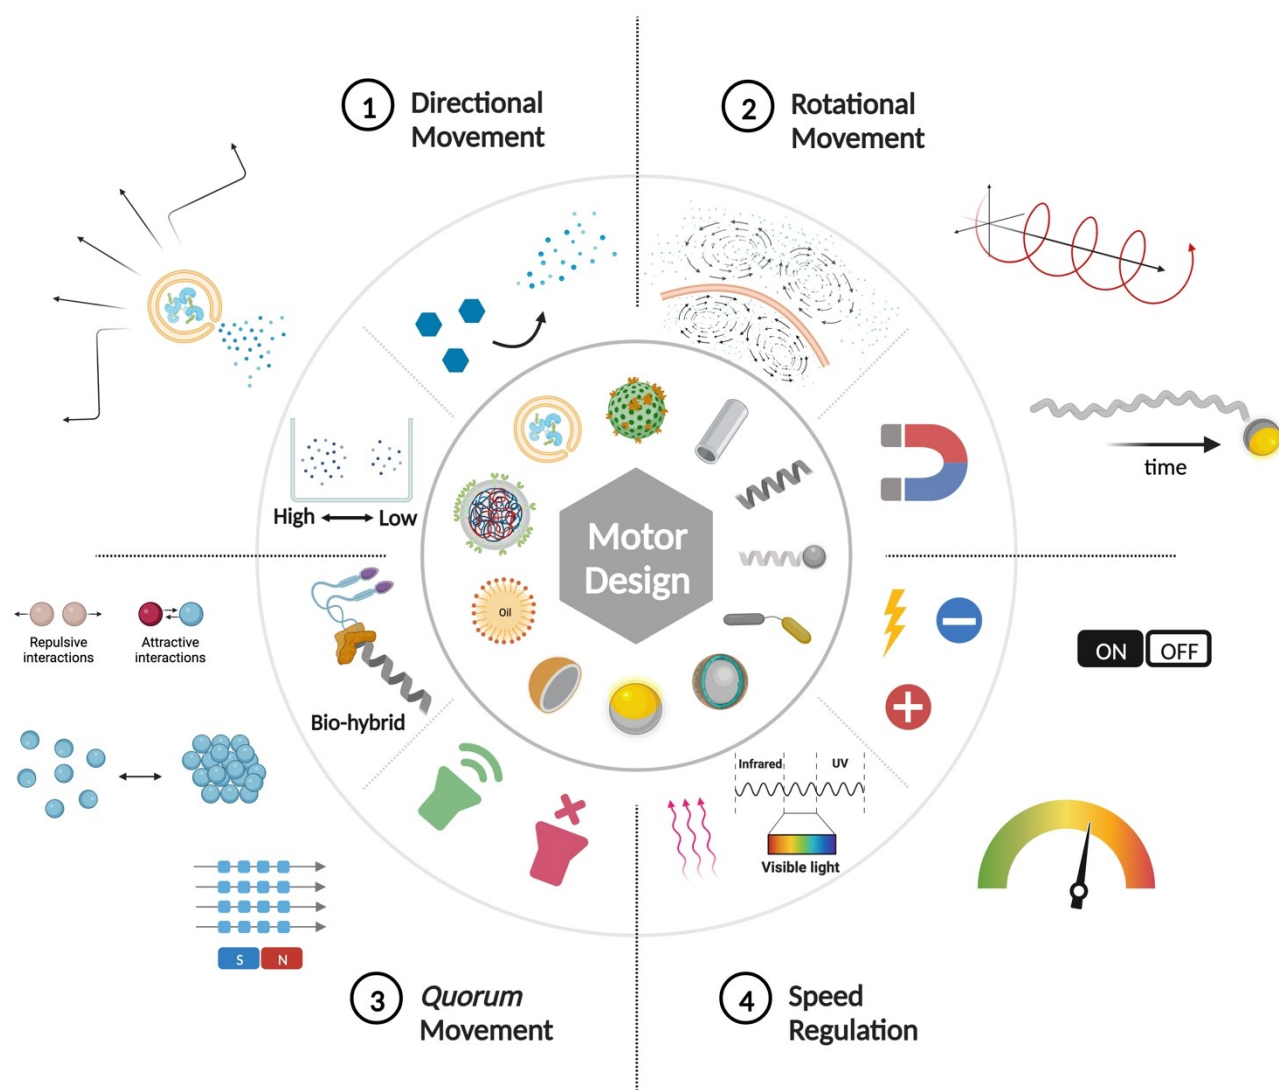 1 Directional
Movement
2 Rotational
Movement
High Low
time
Motor
Design
Oil
Repulsive
interactions
Attractive
interactions
Bio-hybrid
ON OFF
Infrared UV
Visible light
S N
3 Quorum
Movement
4 Speed
Regulation